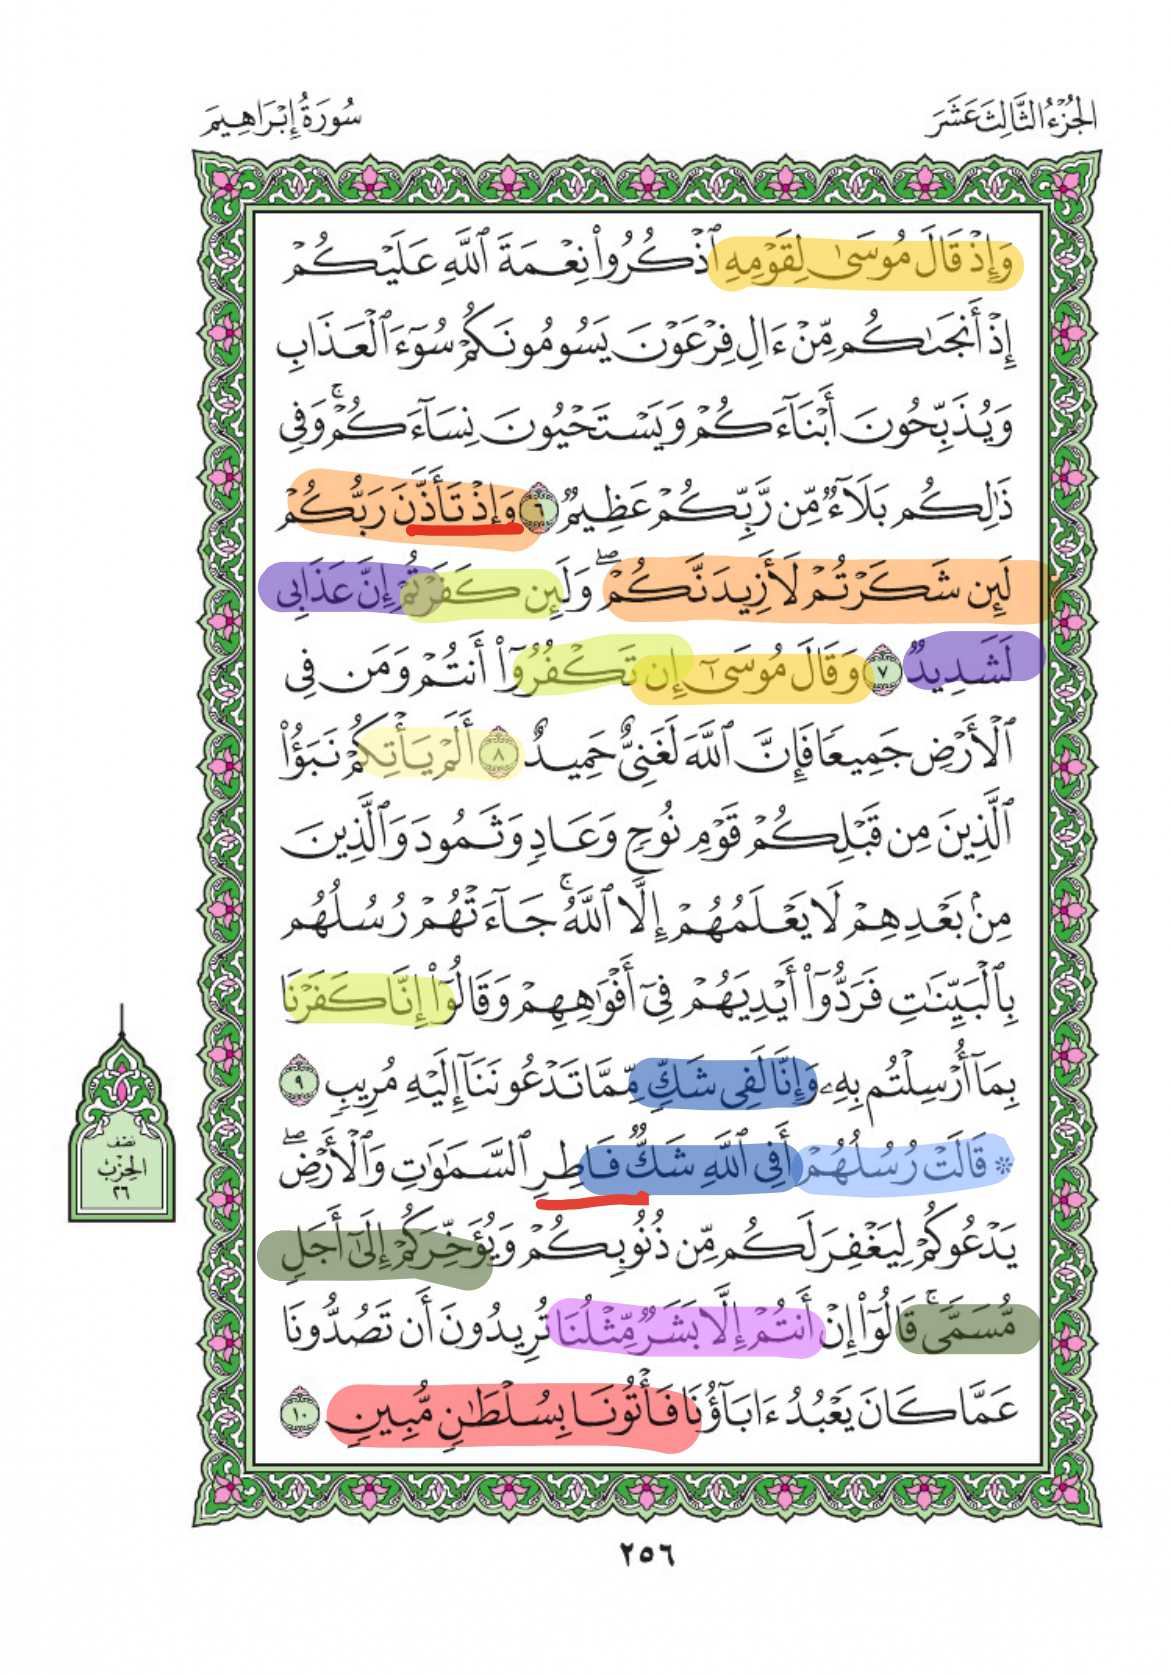 الجُزْءُ الثَّالِثَ عَشَرَ
سُورَةُ إِبْرَاهِيمَ
وَإِذْ قَالَ مُوسَىٰ لِقَوْمِهِ ٱذْكُرُوا۟ نِعْمَةَ ٱللَّهِ عَلَيْكُمْ
إِذْ أَنجَىٰكُم مِّنْ ءَالِ فِرْعَوْنَ يَسُومُونَكُمْ سُوٓءَ ٱلْعَذَابِ
وَيُذَبِّحُونَ أَبْنَآءَكُمْ وَيَسْتَحْيُونَ نِسَآءَكُمْ ۚ وَفِى
ذَٰلِكُم بَلَآءٌ مِّن رَّبِّكُمْ عَظِيمٌ ٦ وَإِذْ تَأَذَّنَ رَبُّكُمْ
لَئِن شَكَرْتُمْ لَأَزِيدَنَّكُمْ ۖ وَلَئِن كَفَرْتُمْ إِنَّ عَذَابِى
لَشَدِيدٌ ٧ وَقَالَ مُوسَىٰٓ إِن تَكْفُرُوٓا۟ أَنتُمْ وَمَن فِى
ٱلْأَرْضِ جَمِيعًا فَإِنَّ ٱللَّهَ لَغَنِىٌّ حَمِيدٌ ٨ أَلَمْ يَأْتِكُمْ نَبَؤُا۟
ٱلَّذِينَ مِن قَبْلِكُمْ قَوْمِ نُوحٍ وَعَادٍ وَثَمُودَ وَٱلَّذِينَ
مِنۢ بَعْدِهِمْ لَا يَعْلَمُهُمْ إِلَّا ٱللَّهُ ۚ جَآءَتْهُمْ رُسُلُهُم
بِٱلْبَيِّنَٰتِ فَرَدُّوٓا۟ أَيْدِيَهُمْ فِىٓ أَفْوَٰهِهِمْ وَقَالُوٓا۟ إِنَّا كَفَرْنَا
بِمَآ أُرْسِلْتُم بِهِۦ وَإِنَّا لَفِى شَكٍّ مِّمَّا تَدْعُونَنَآ إِلَيْهِ مُرِيبٍ ٩
۞ قَالَتْ رُسُلُهُمْ أَفِى ٱللَّهِ شَكٌّ فَاطِرِ ٱلسَّمَٰوَٰتِ وَٱلْأَرْضِ ۖ
يَدْعُوكُمْ لِيَغْفِرَ لَكُم مِّن ذُنُوبِكُمْ وَيُؤَخِّرَكُمْ إِلَىٰٓ أَجَلٍ
مُّسَمًّى ۚ قَالُوٓا۟ إِنْ أَنتُمْ إِلَّا بَشَرٌ مِّثْلُنَا تُرِيدُونَ أَن تَصُدُّونَا
عَمَّا كَانَ يَعْبُدُ ءَابَآؤُنَا فَأْتُونَا بِسُلْطَٰنٍ مُّبِينٍ ١٠
نصف
الحزب
٢٦
٢٥٦